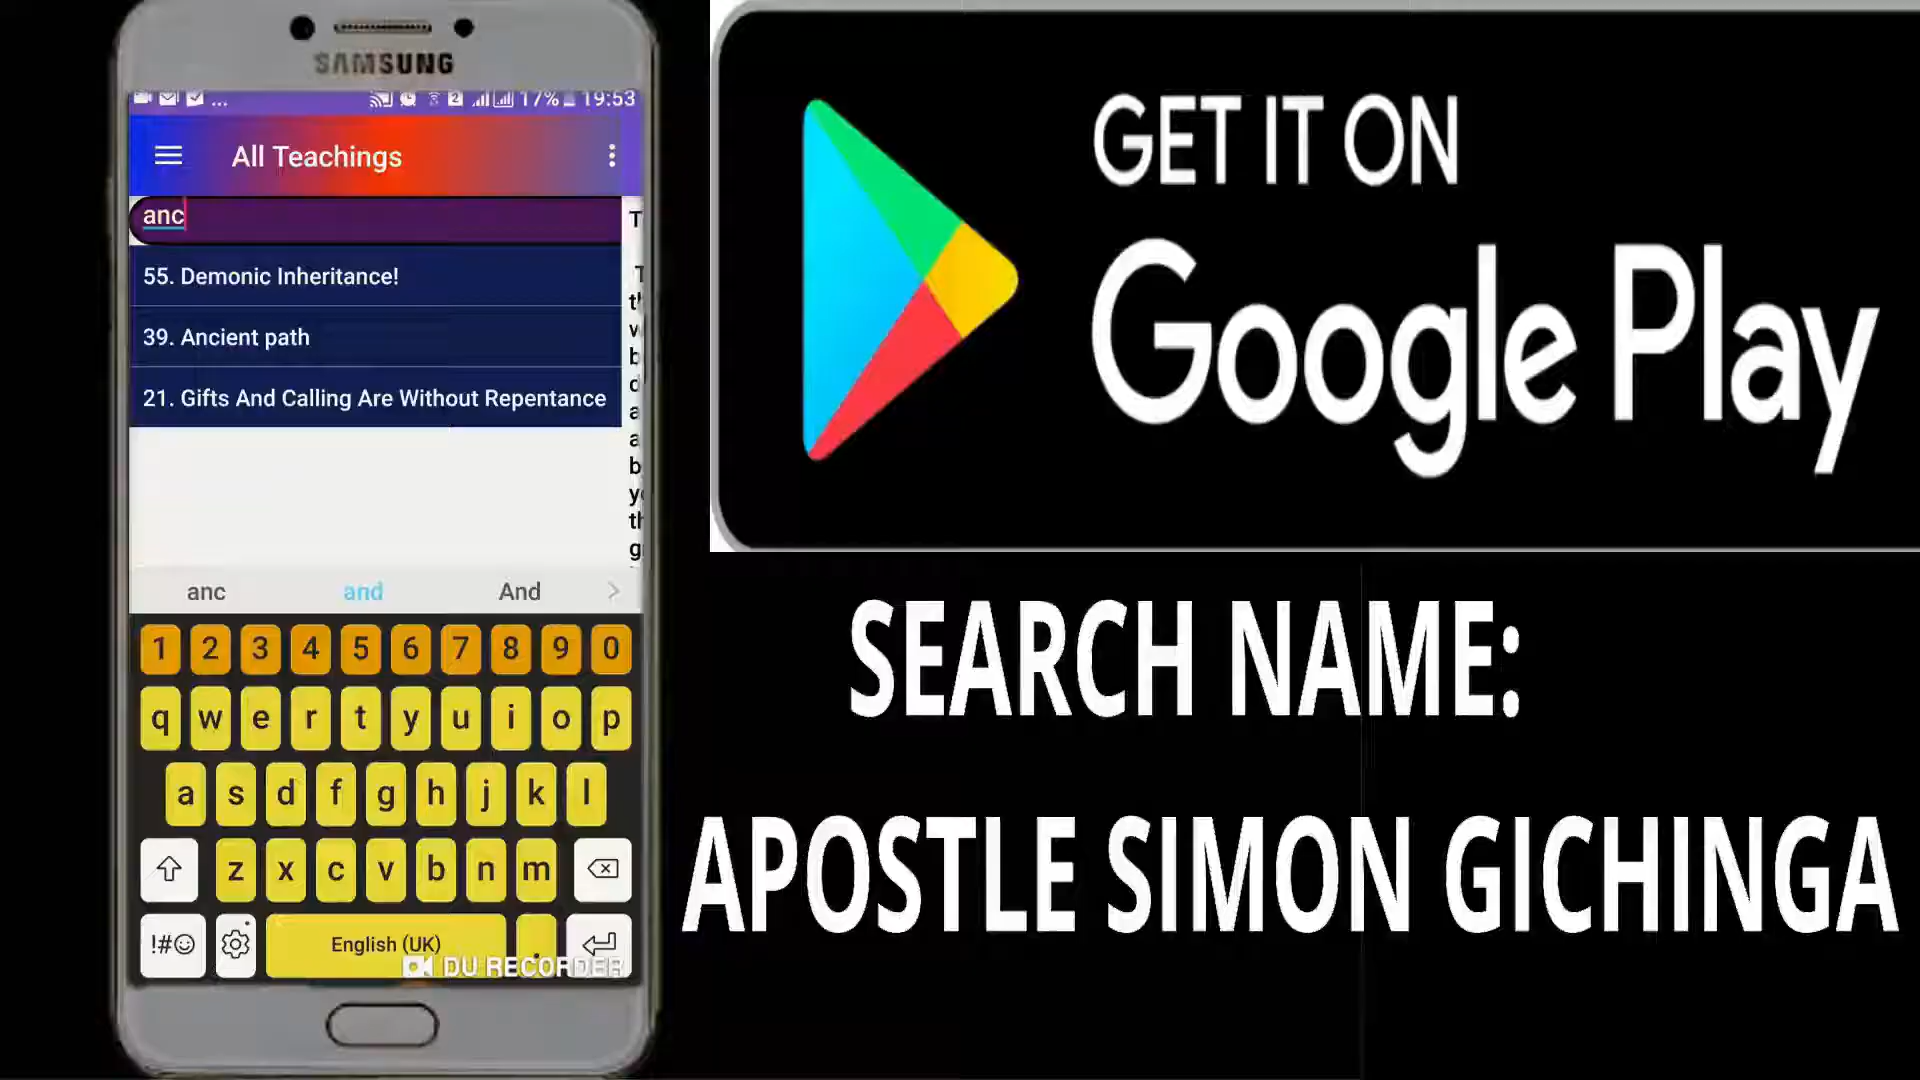 SAMSUNG
... 2 17% 19:53
All Teachings
anc
55. Demonic Inheritance!
39. Ancient path
21. Gifts And Calling Are Without Repentance
anc and And
1 2 3 4 5 6 7 8 9 0
q w e r t y u i o p
a s d f g h j k l
z x c v b n m
!#☺ English (UK) .
DU RECORDER
GET IT ON
Google Play
SEARCH NAME:
APOSTLE SIMON GICHINGA